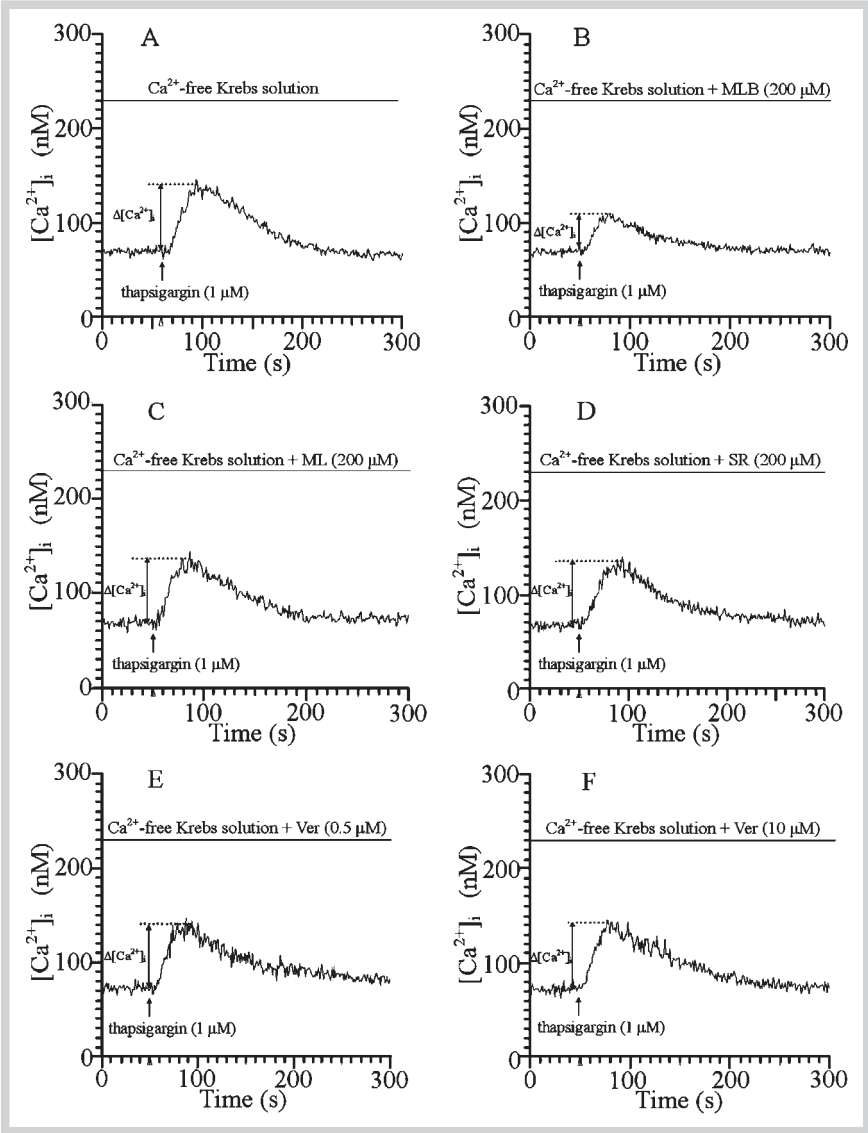 A
Ca²⁺-free Krebs solution
[Ca²⁺]ᵢ (nM)
300
200
100
0
Δ[Ca²⁺]ᵢ
thapsigargin (1 μM)
0 100 200 300
Time (s)
B
Ca²⁺-free Krebs solution + MLB (200 μM)
[Ca²⁺]ᵢ (nM)
300
200
100
0
Δ[Ca²⁺]ᵢ
thapsigargin (1 μM)
0 100 200 300
Time (s)
C
Ca²⁺-free Krebs solution + ML (200 μM)
[Ca²⁺]ᵢ (nM)
300
200
100
0
Δ[Ca²⁺]ᵢ
thapsigargin (1 μM)
0 100 200 300
Time (s)
D
Ca²⁺-free Krebs solution + SR (200 μM)
[Ca²⁺]ᵢ (nM)
300
200
100
0
Δ[Ca²⁺]ᵢ
thapsigargin (1 μM)
0 100 200 300
Time (s)
E
Ca²⁺-free Krebs solution + Ver (0.5 μM)
[Ca²⁺]ᵢ (nM)
300
200
100
0
Δ[Ca²⁺]ᵢ
thapsigargin (1 μM)
0 100 200 300
Time (s)
F
Ca²⁺-free Krebs solution + Ver (10 μM)
[Ca²⁺]ᵢ (nM)
300
200
100
0
Δ[Ca²⁺]ᵢ
thapsigargin (1 μM)
0 100 200 300
Time (s)